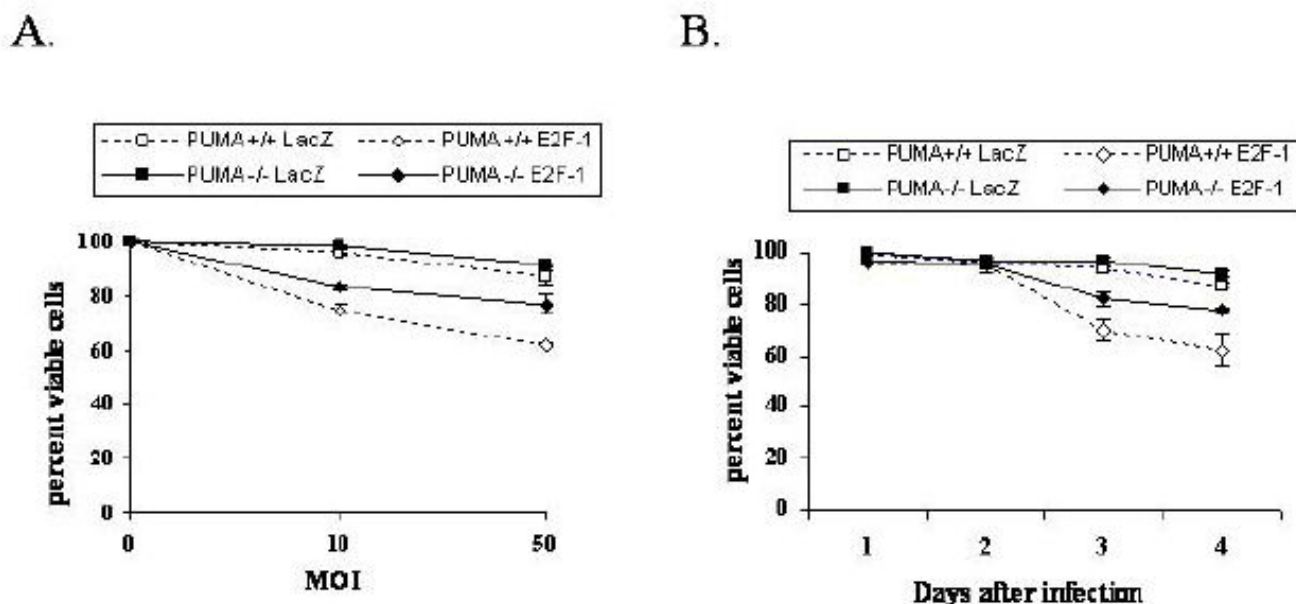 A.
PUMA+/+ LacZ PUMA+/+ E2F-1
PUMA-/- LacZ PUMA-/- E2F-1
percent viable cells
100
80
60
40
20
0
0 10 50
MOI
B.
PUMA+/+ LacZ PUMA+/+ E2F-1
PUMA-/- LacZ PUMA-/- E2F-1
percent viable cells
100
80
60
40
20
0
1 2 3 4
Days after infection